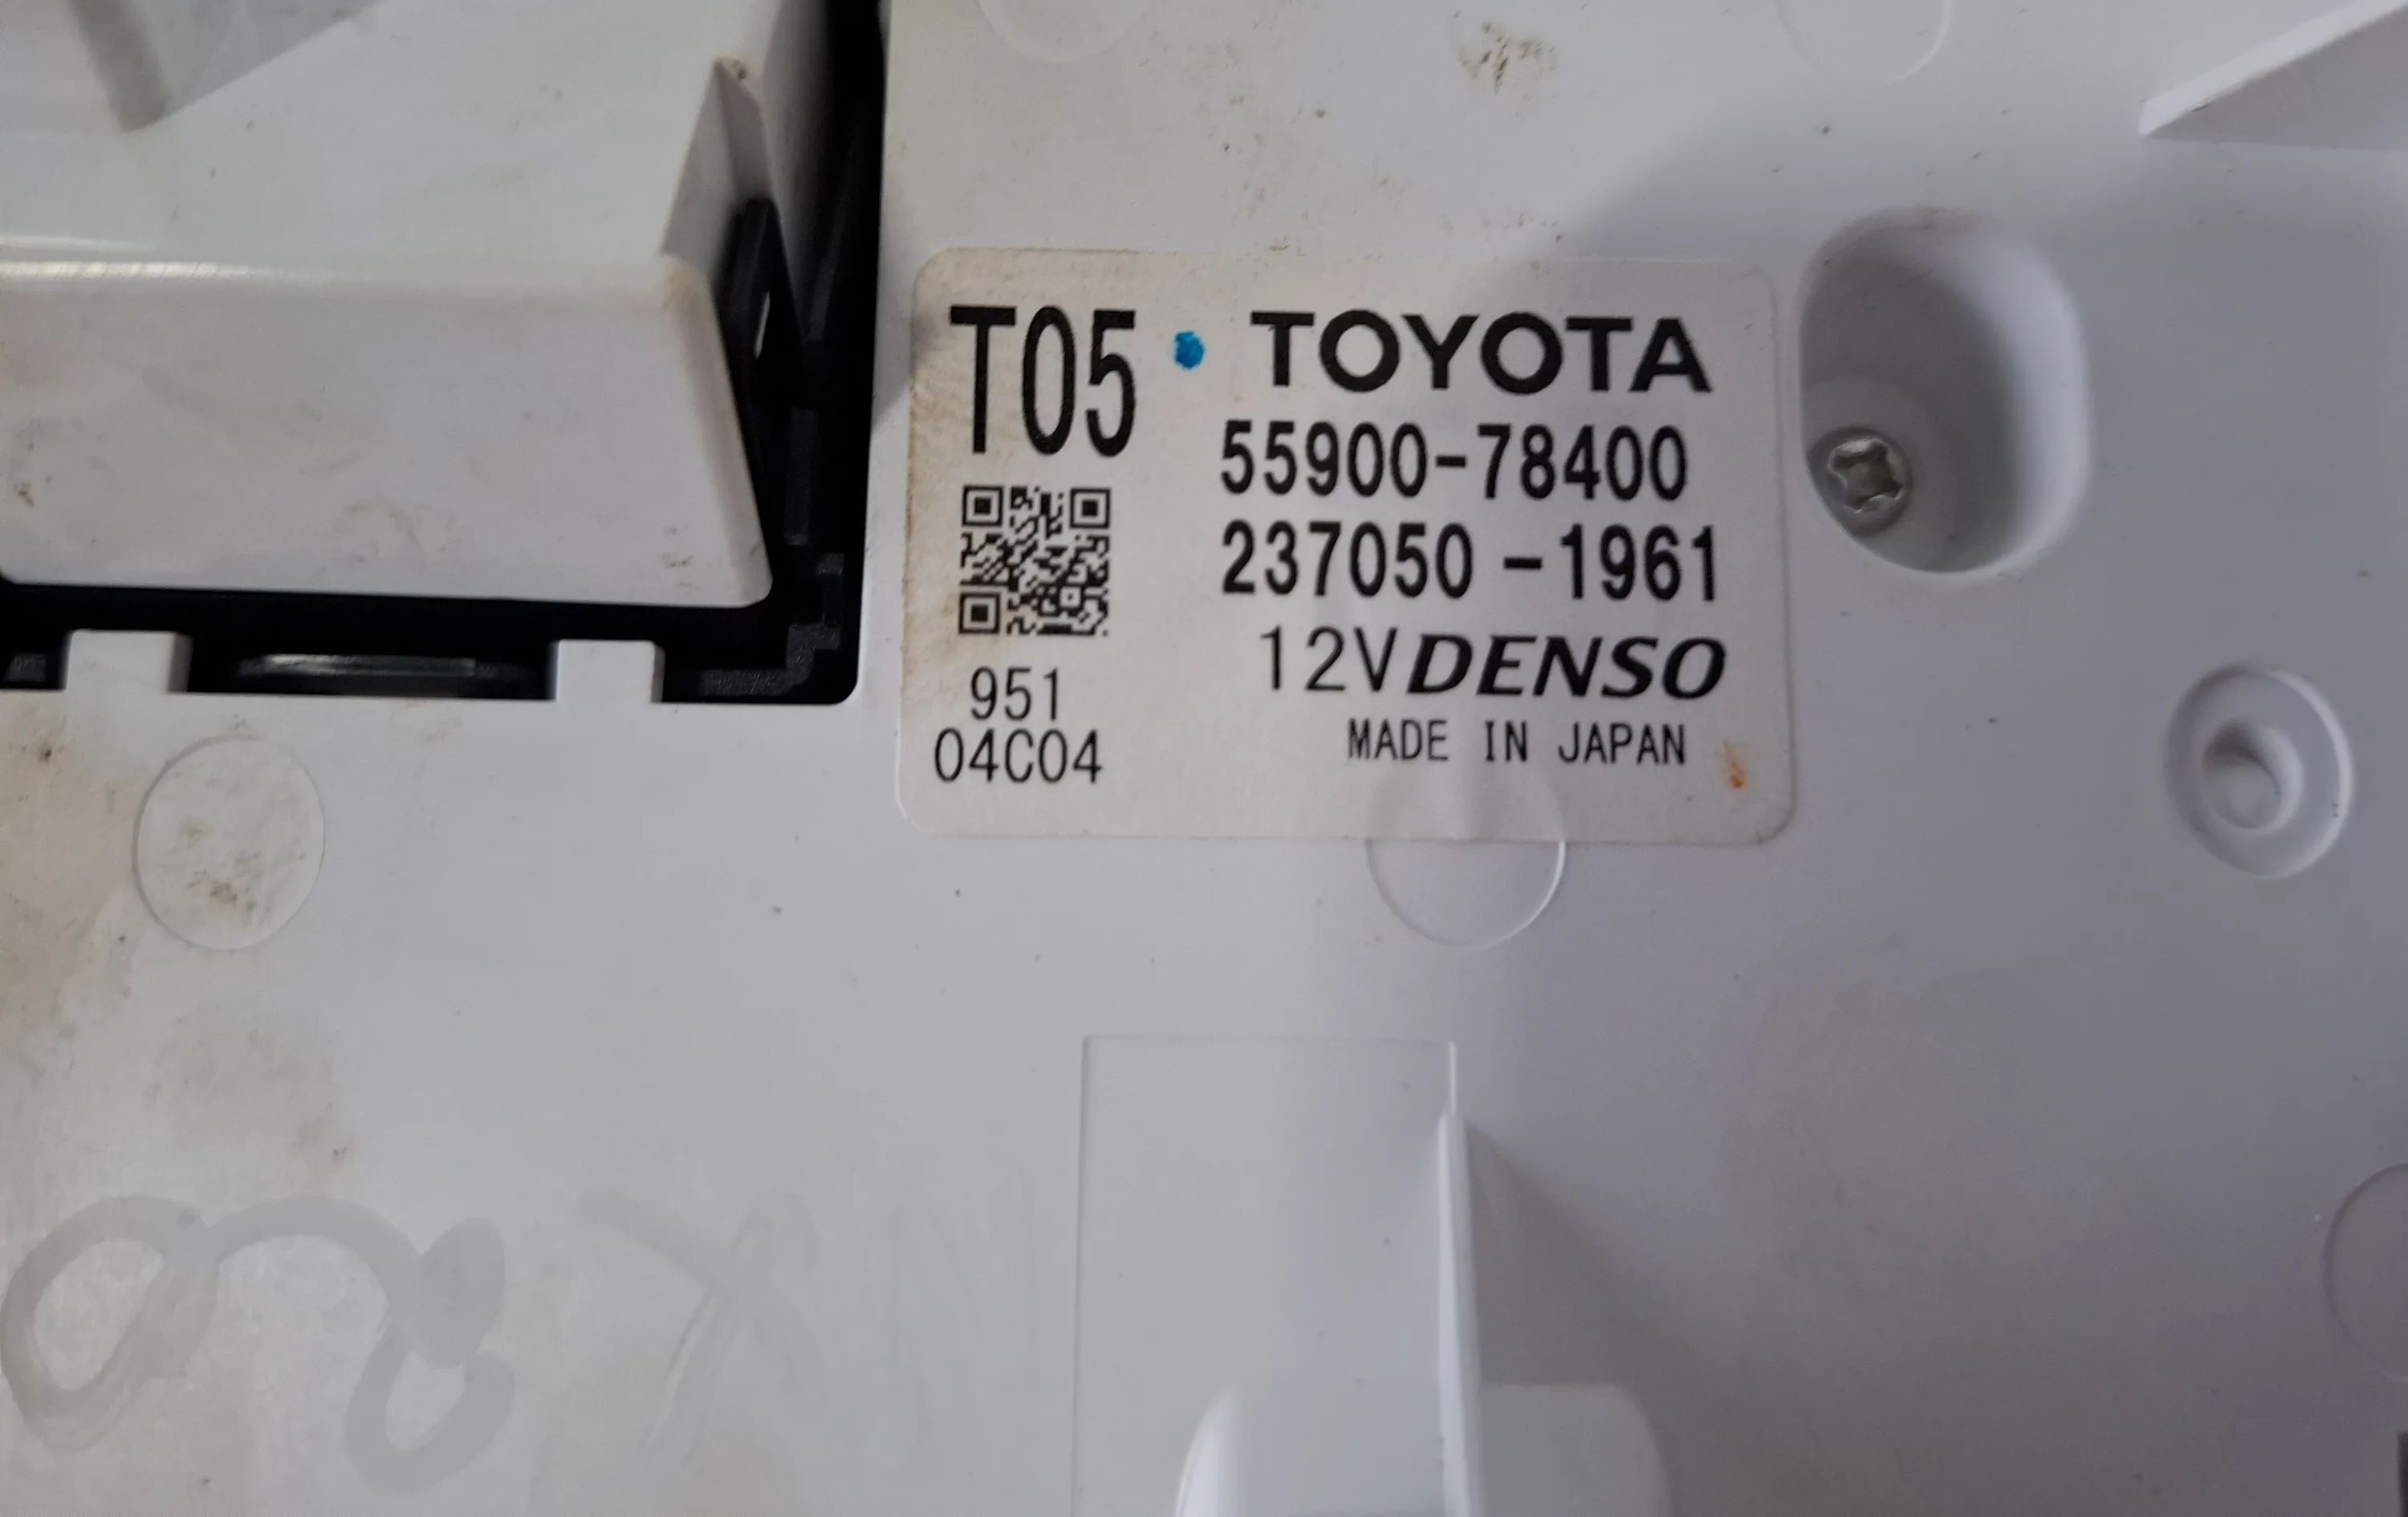 T05 TOYOTA
55900-78400
237050-1961
12V DENSO
MADE IN JAPAN
951
04C04